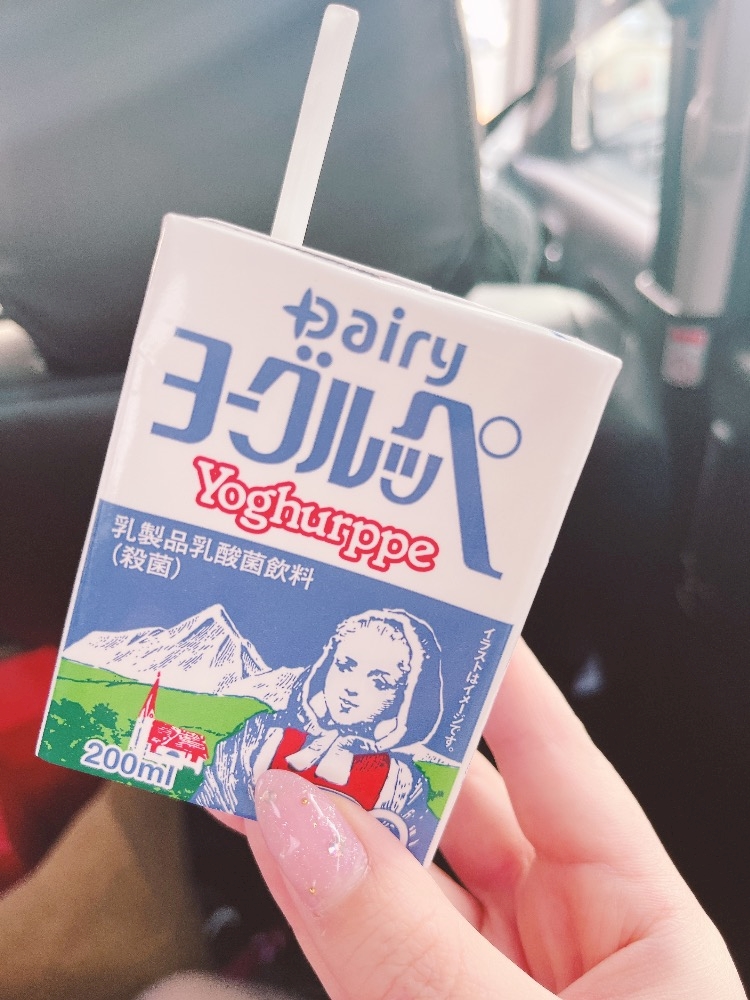 Dairy
ヨーグルッペ
Yoghurppe
乳製品乳酸菌飲料
(殺菌)
イラストはイメージです。
200ml